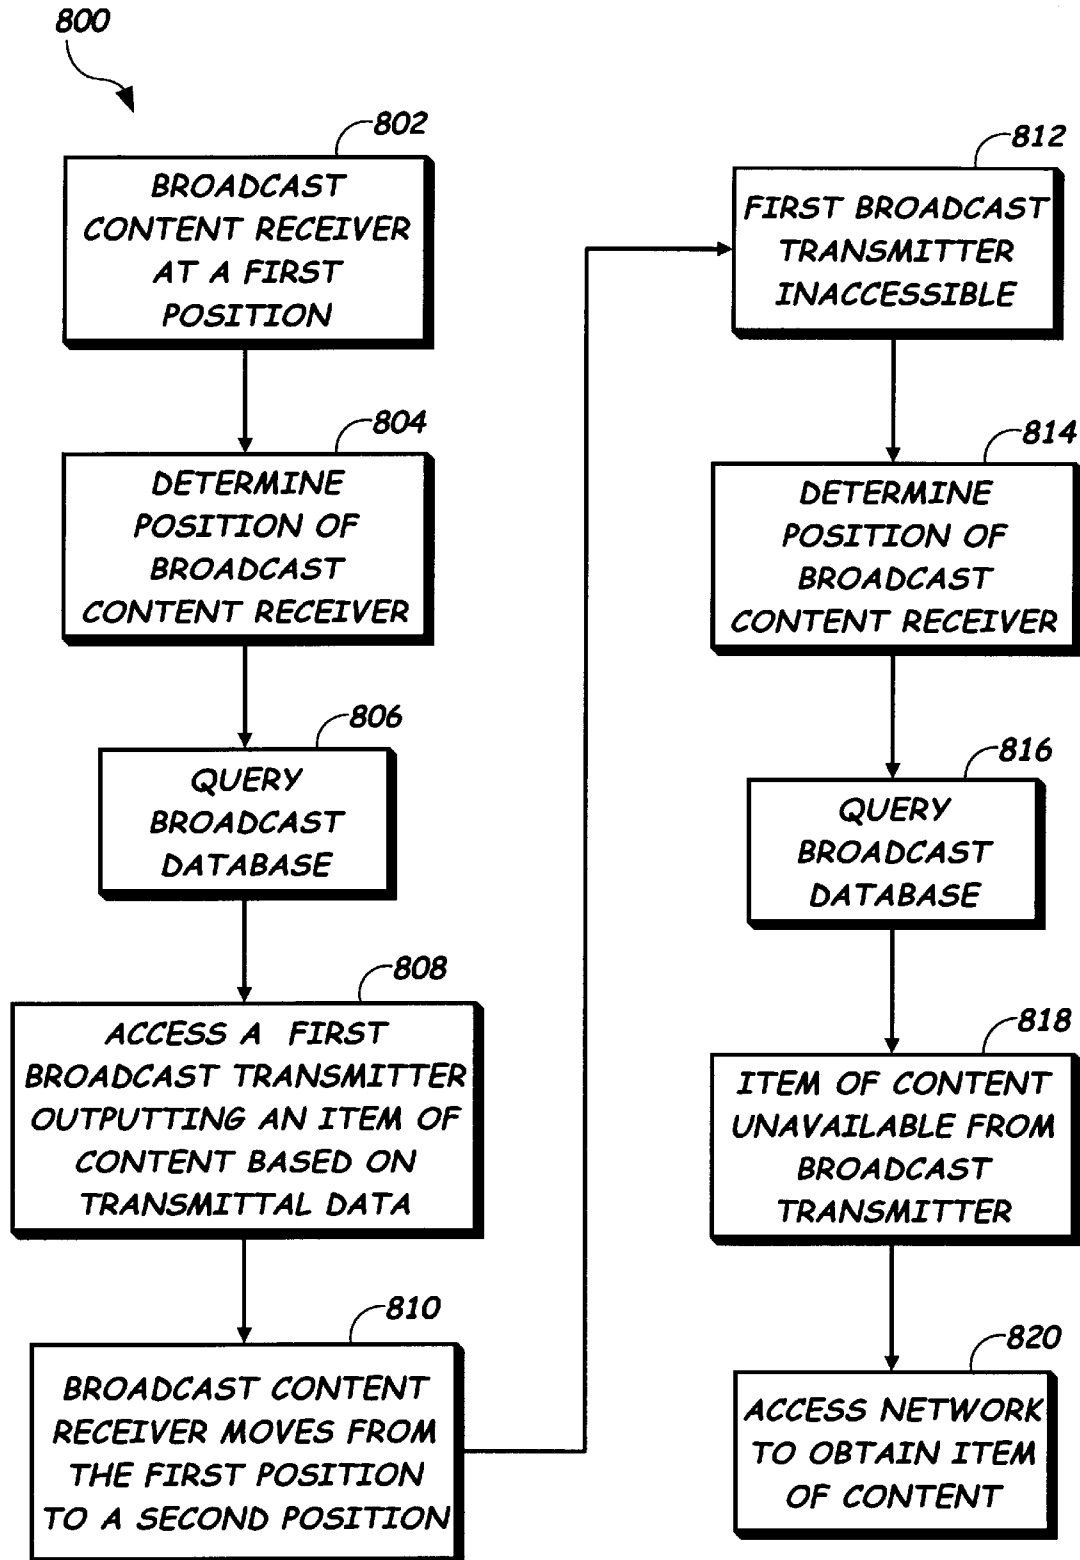 800
802
BROADCAST
CONTENT RECEIVER
AT A FIRST
POSITION
804
DETERMINE
POSITION OF
BROADCAST
CONTENT RECEIVER
806
QUERY
BROADCAST
DATABASE
808
ACCESS A FIRST
BROADCAST TRANSMITTER
OUTPUTTING AN ITEM OF
CONTENT BASED ON
TRANSMITTAL DATA
810
BROADCAST CONTENT
RECEIVER MOVES FROM
THE FIRST POSITION
TO A SECOND POSITION
812
FIRST BROADCAST
TRANSMITTER
INACCESSIBLE
814
DETERMINE
POSITION OF
BROADCAST
CONTENT RECEIVER
816
QUERY
BROADCAST
DATABASE
818
ITEM OF CONTENT
UNAVAILABLE FROM
BROADCAST
TRANSMITTER
820
ACCESS NETWORK
TO OBTAIN ITEM
OF CONTENT